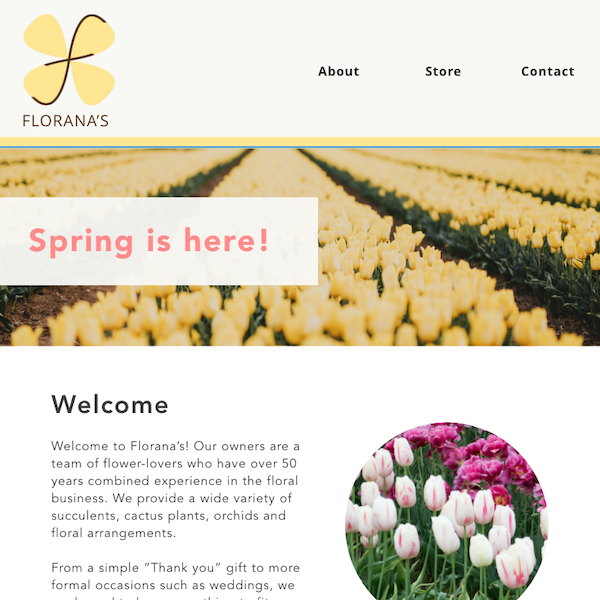 FLORANA’S
About Store Contact
Spring is here!
Welcome
Welcome to Florana’s! Our owners are a
team of flower-lovers who have over 50
years combined experience in the floral
business. We provide a wide variety of
succulents, cactus plants, orchids and
floral arrangements.
From a simple “Thank you” gift to more
formal occasions such as weddings, we